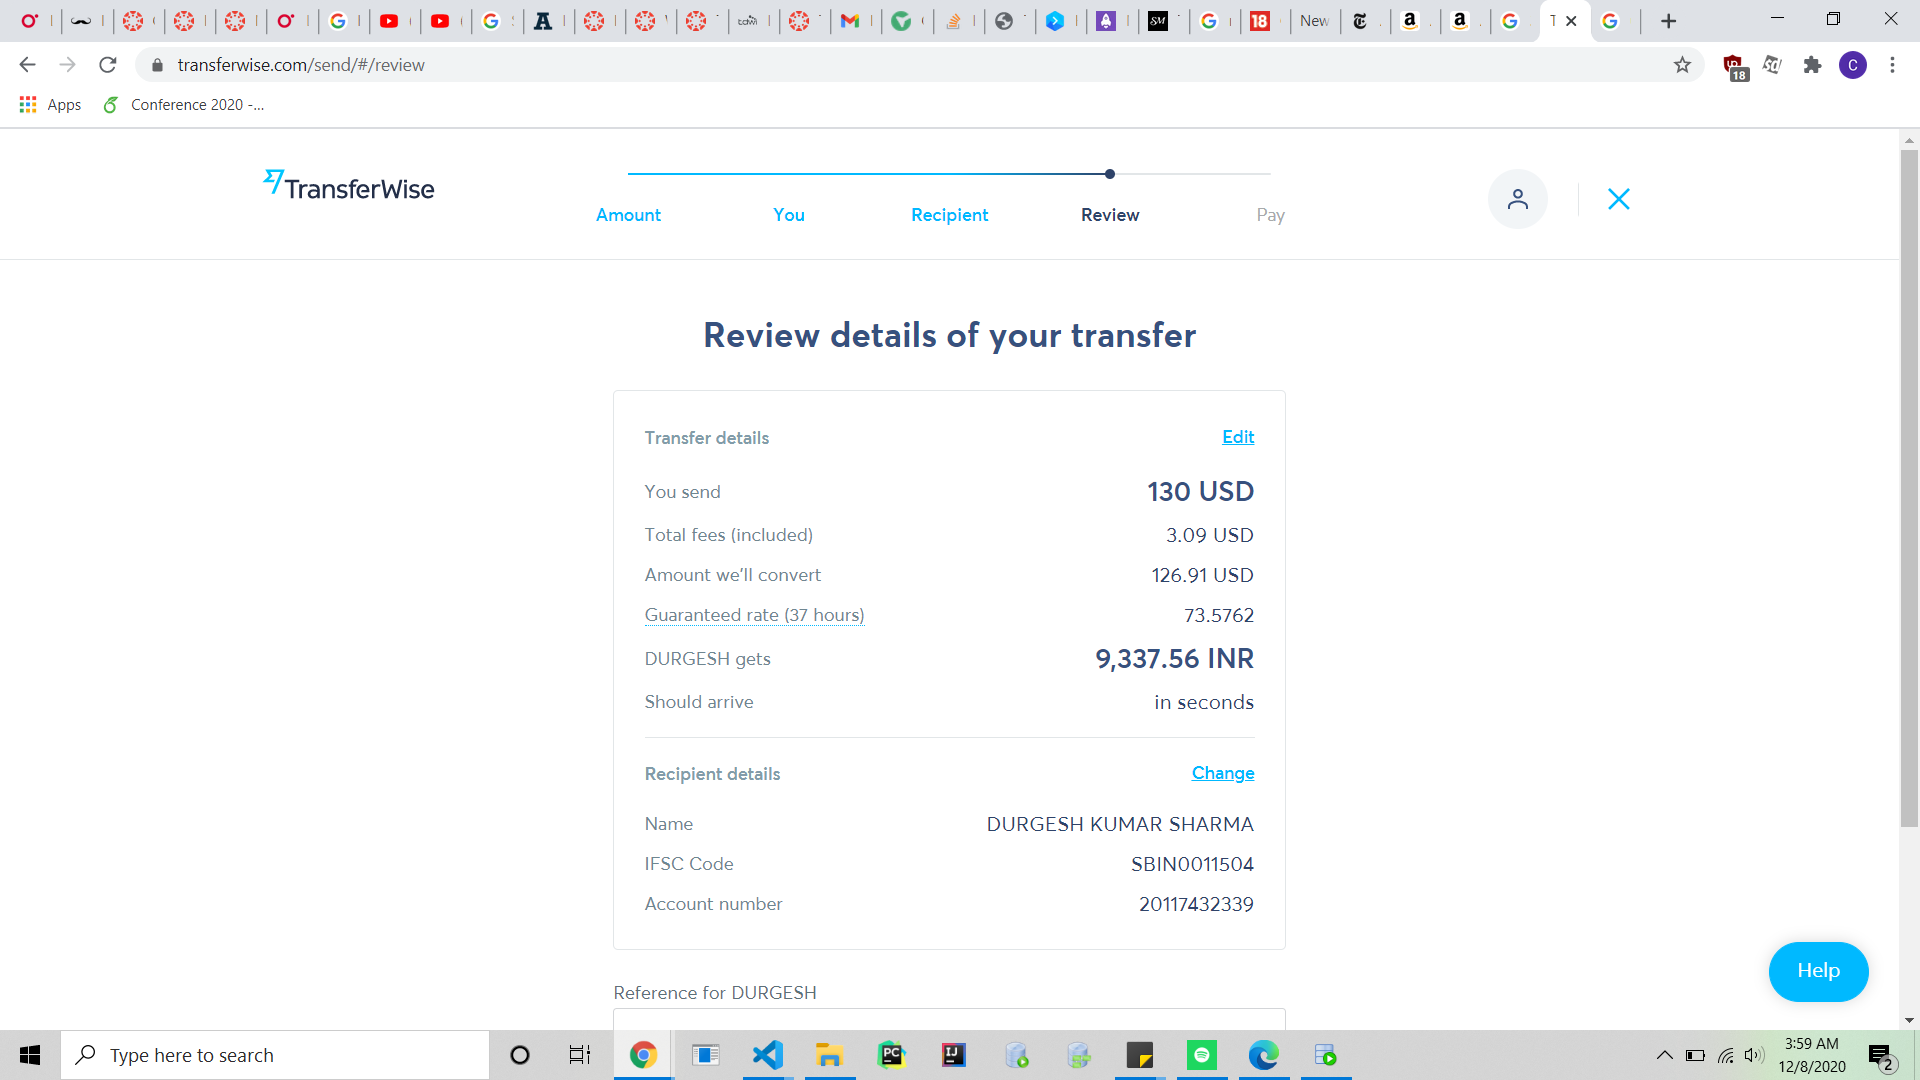 New
transferwise.com/send/#/review
18
C
Apps
Conference 2020 -...
TransferWise
Amount
You
Recipient
Review
Pay
Review details of your transfer
Transfer details
Edit
You send
130 USD
Total fees (included)
3.09 USD
Amount we'll convert
126.91 USD
Guaranteed rate (37 hours)
73.5762
DURGESH gets
9,337.56 INR
Should arrive
in seconds
Recipient details
Change
Name
DURGESH KUMAR SHARMA
IFSC Code
SBIN0011504
Account number
20117432339
Help
Reference for DURGESH
Type here to search
3:59 AM
12/8/2020
2